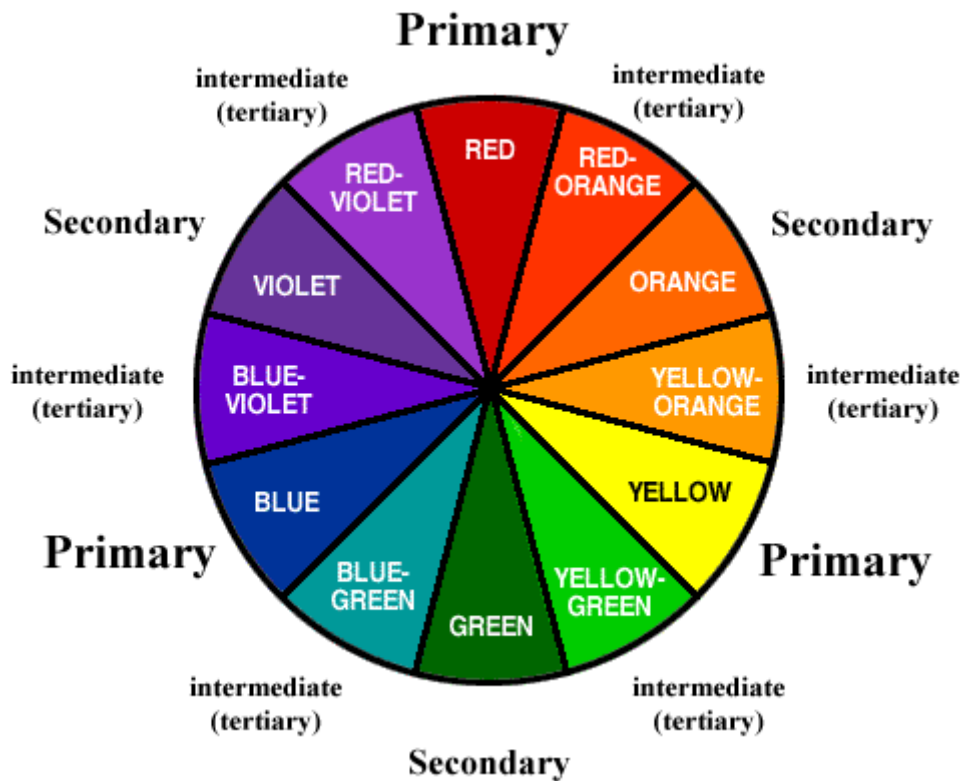 Primary
intermediate
(tertiary)
intermediate
(tertiary)
RED
RED-
ORANGE
RED-
VIOLET
Secondary
Secondary
VIOLET
ORANGE
intermediate
(tertiary)
BLUE-
VIOLET
YELLOW-
ORANGE
intermediate
(tertiary)
BLUE
YELLOW
Primary
Primary
BLUE-
GREEN
GREEN
YELLOW-
GREEN
intermediate
(tertiary)
intermediate
(tertiary)
Secondary